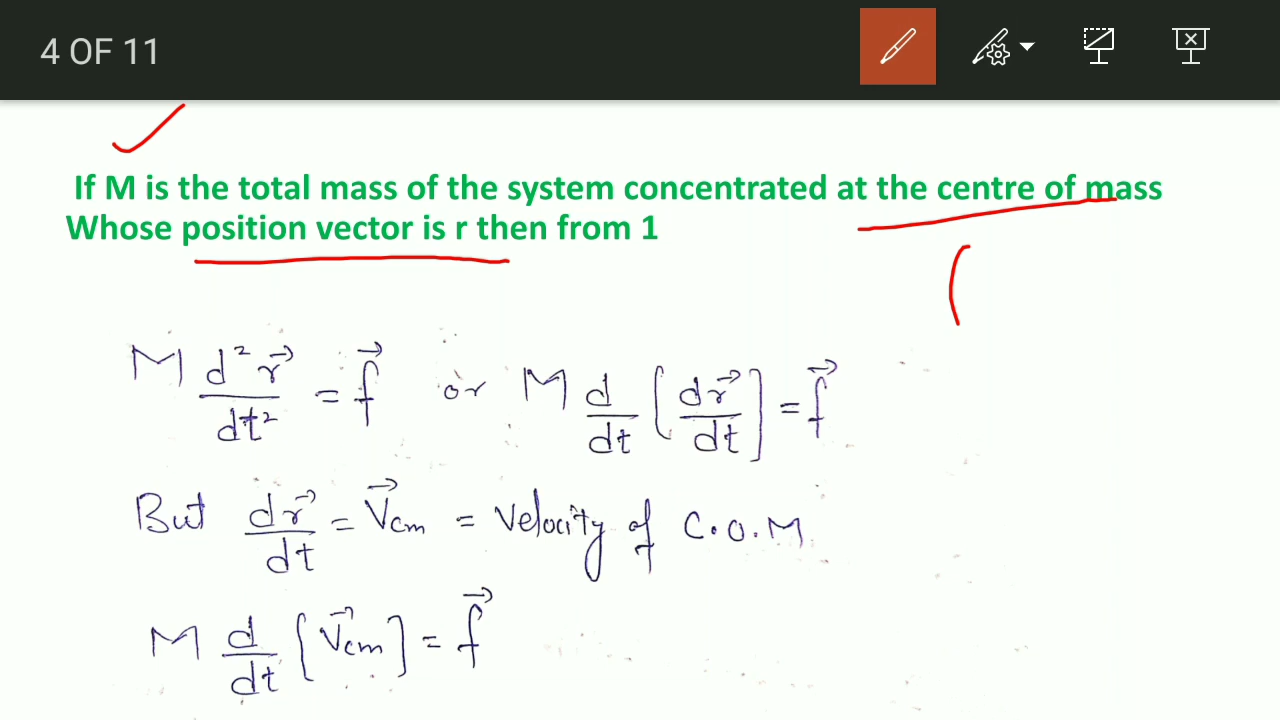 4 OF 11
If M is the total mass of the system concentrated at the centre of mass
Whose position vector is r then from 1
M d²r⃗/dt² = f⃗ or M d/dt [dr⃗/dt] = f⃗
But dr⃗/dt = V⃗cm = Velocity of C.O.M
M d/dt [V⃗cm] = f⃗